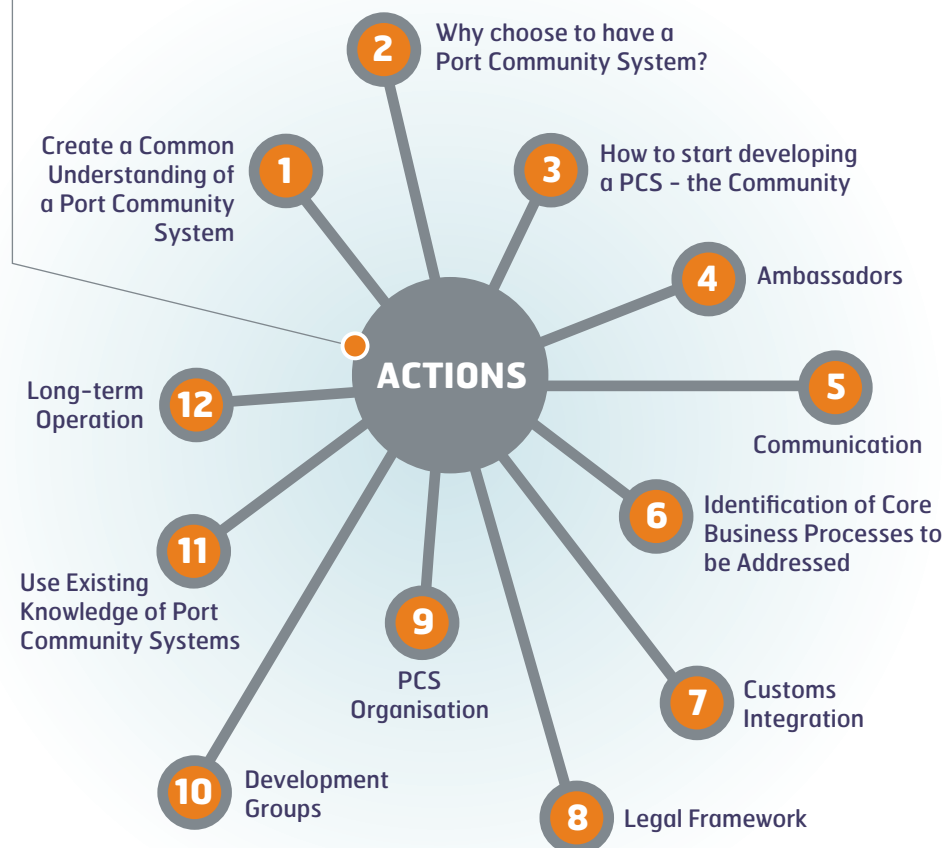 2
Why choose to have a
Port Community System?
1
Create a Common
Understanding of
a Port Community
System
3
How to start developing
a PCS - the Community
4
Ambassadors
ACTIONS
5
Communication
12
Long-term
Operation
6
Identification of Core
Business Processes to
be Addressed
11
Use Existing
Knowledge of Port
Community Systems
9
PCS
Organisation
7
Customs
Integration
10
Development
Groups
8
Legal Framework